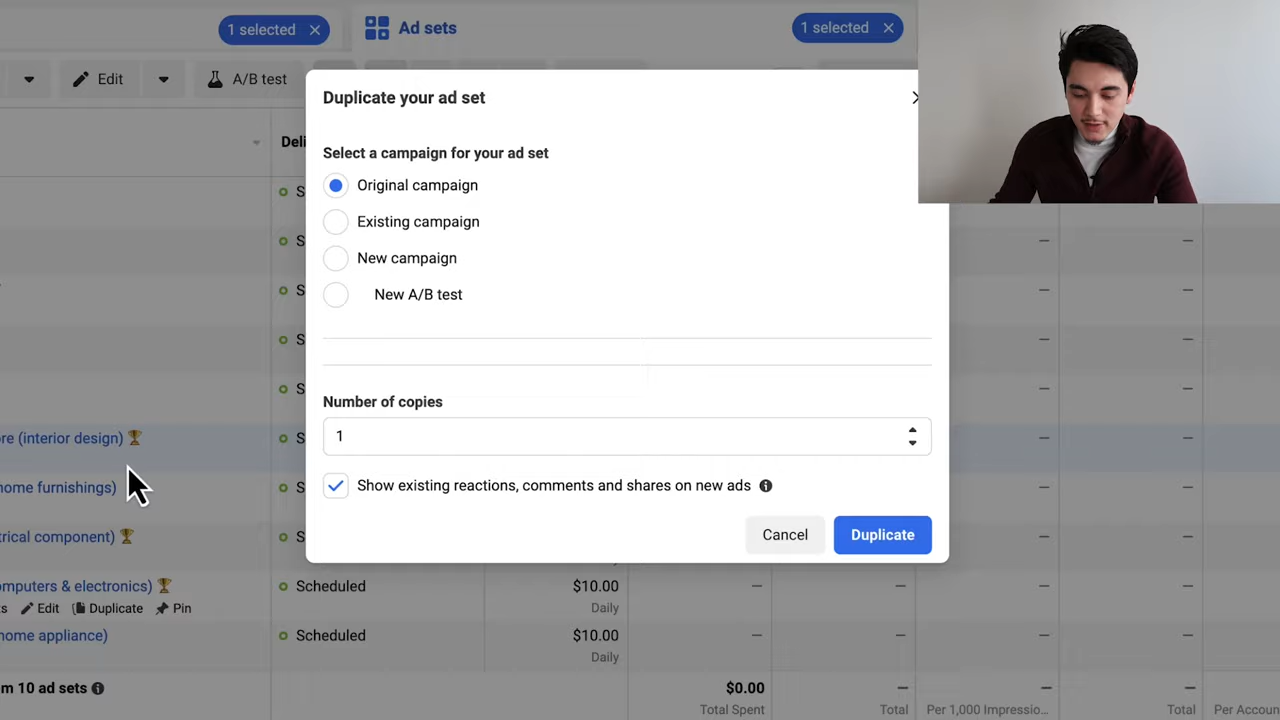 1 selected
Ad sets
1 selected
Edit
A/B test
Duplicate your ad set
Deli
Select a campaign for your ad set
Original campaign
S
Existing campaign
S
–
–
New campaign
S
–
–
New A/B test
S
–
–
S
–
–
Number of copies
1
re (interior design)
S
–
–
Show existing reactions, comments and shares on new ads
home furnishings)
S
–
–
trical component)
S
Cancel
Duplicate
–
–
omputers & electronics)
Scheduled
$10.00
–
–
–
–
ts
Edit
Duplicate
Pin
Daily
ome appliance)
Scheduled
$10.00
–
–
–
–
Daily
m 10 ad sets
$0.00
–
–
–
Total Spent
Total
Per 1,000 Impressio...
Total
Per Accoun